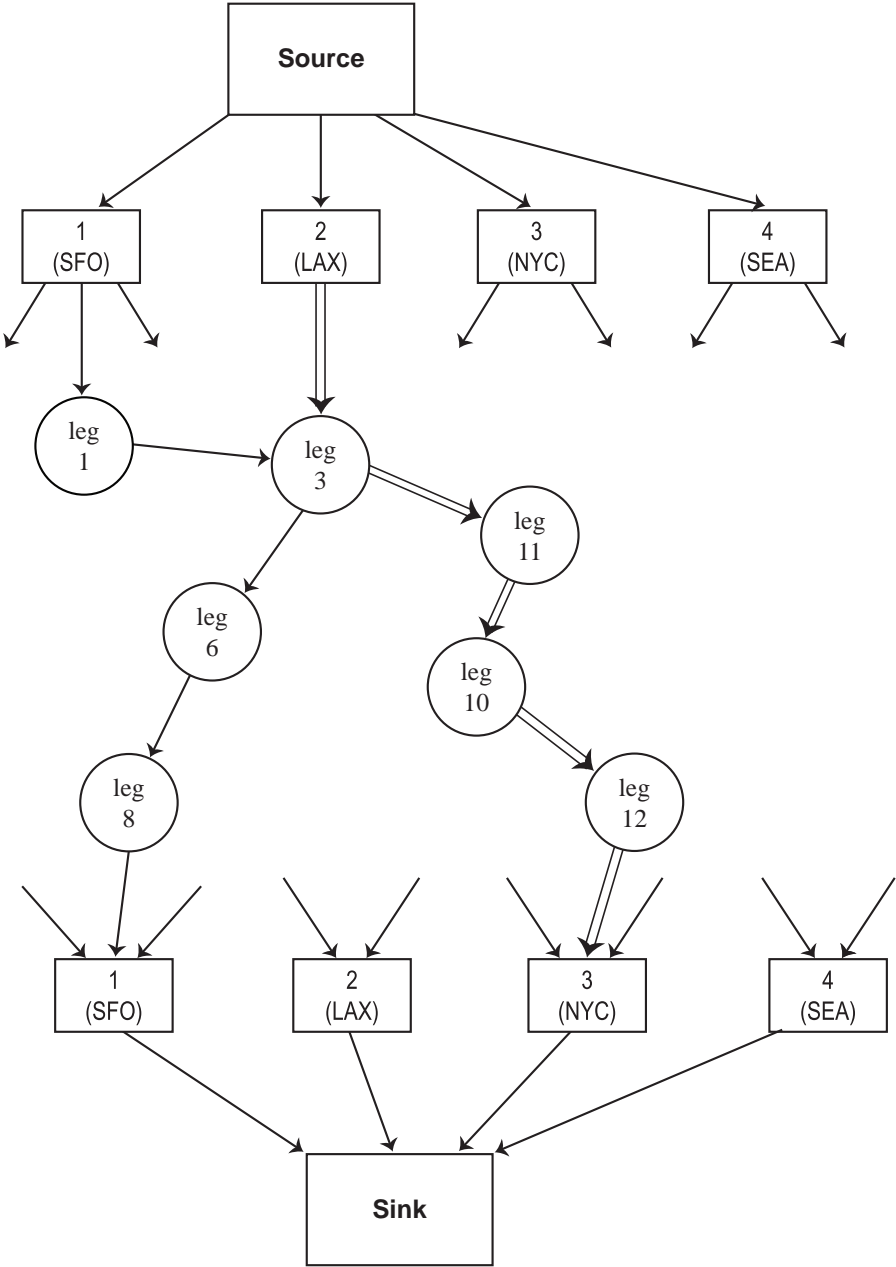 Source
1
(SFO)
2
(LAX)
3
(NYC)
4
(SEA)
leg
1
leg
3
leg
11
leg
6
leg
10
leg
8
leg
12
1
(SFO)
2
(LAX)
3
(NYC)
4
(SEA)
Sink